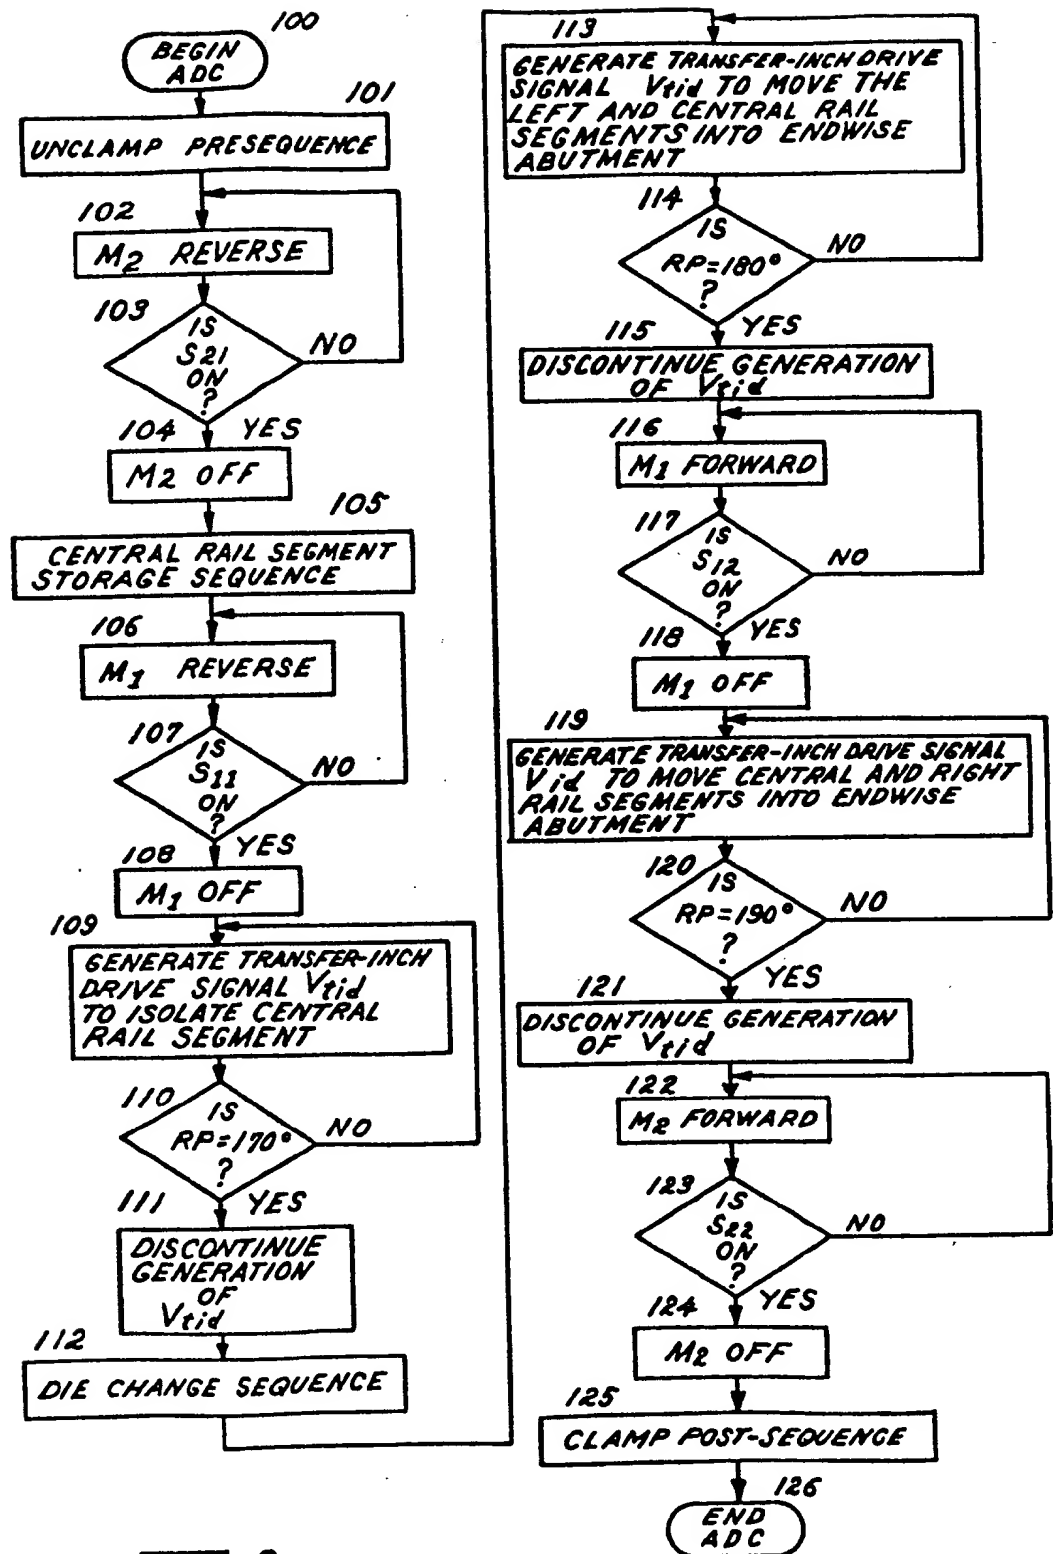 100
BEGIN
ADC
101
UNCLAMP PRESEQUENCE
102
M2 REVERSE
103
IS
S21
ON
?
NO
YES
104
M2 OFF
105
CENTRAL RAIL SEGMENT
STORAGE SEQUENCE
106
M1 REVERSE
107
IS
S11
ON
?
NO
YES
108
M1 OFF
109
GENERATE TRANSFER-INCH
DRIVE SIGNAL Vtid
TO ISOLATE CENTRAL
RAIL SEGMENT
110
IS
RP=170°
?
NO
YES
111
DISCONTINUE
GENERATION
OF
Vtid
112
DIE CHANGE SEQUENCE
113
GENERATE TRANSFER-INCH DRIVE
SIGNAL Vtid TO MOVE THE
LEFT AND CENTRAL RAIL
SEGMENTS INTO ENDWISE
ABUTMENT
114
IS
RP=180°
?
NO
YES
115
DISCONTINUE GENERATION
OF Vtid
116
M1 FORWARD
117
IS
S12
ON
?
NO
YES
118
M1 OFF
119
GENERATE TRANSFER-INCH DRIVE SIGNAL
Vid TO MOVE CENTRAL AND RIGHT
RAIL SEGMENTS INTO ENDWISE
ABUTMENT
120
IS
RP=190°
?
NO
YES
121
DISCONTINUE GENERATION
OF Vtid
122
M2 FORWARD
123
IS
S22
ON
?
NO
YES
124
M2 OFF
125
CLAMP POST-SEQUENCE
126
END
ADC